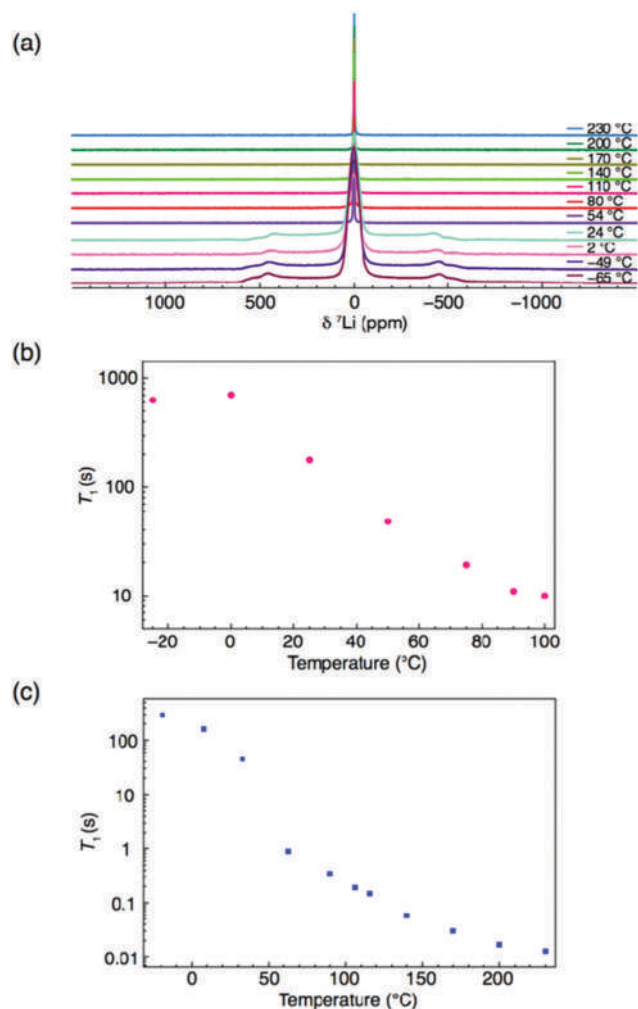 (a)
230 °C
200 °C
170 °C
140 °C
110 °C
80 °C
54 °C
24 °C
2 °C
−49 °C
−65 °C
1000 500 0 −500 −1000
δ ⁷Li (ppm)
(b)
1000
100
10
T₁ (s)
−20 0 20 40 60 80 100
Temperature (°C)
(c)
100
10
1
0.1
0.01
T₁ (s)
0 50 100 150 200
Temperature (°C)